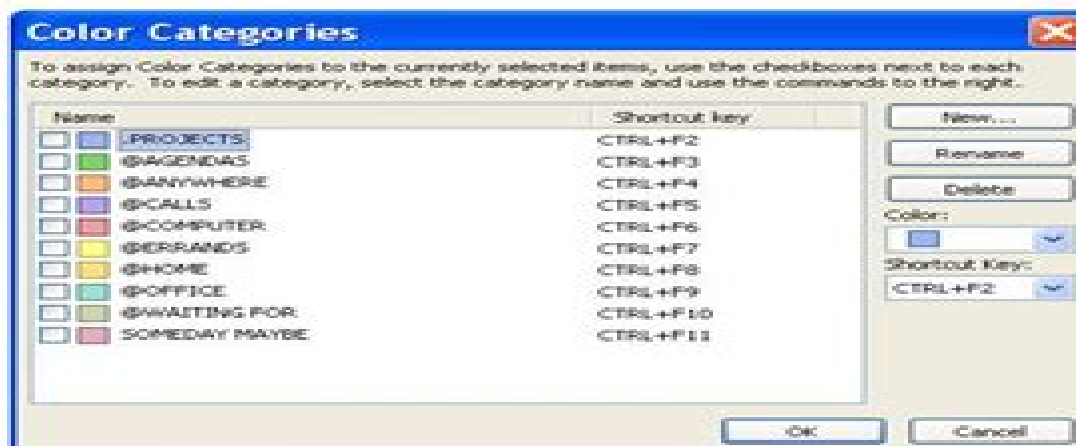 Color Categories
To assign Color Categories to the currently selected items, use the checkboxes next to each
category. To edit a category, select the category name and use the commands to the right.
Name Shortcut key
.PROJECTS CTRL+F2
@AGENDAS CTRL+F3
@ANYWHERE CTRL+F4
@CALLS CTRL+F5
@COMPUTER CTRL+F6
@ERRANDS CTRL+F7
@HOME CTRL+F8
@OFFICE CTRL+F9
@WAITING FOR CTRL+F10
SOMEDAY MAYBE CTRL+F11
New...
Rename
Delete
Color:
Shortcut Key:
CTRL+F2
OK Cancel